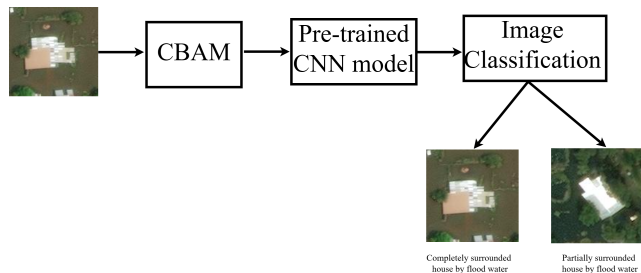 CBAM
Pre-trained
CNN model
Image
Classification
Completely surrounded
house by flood water
Partially surrounded
house by flood water